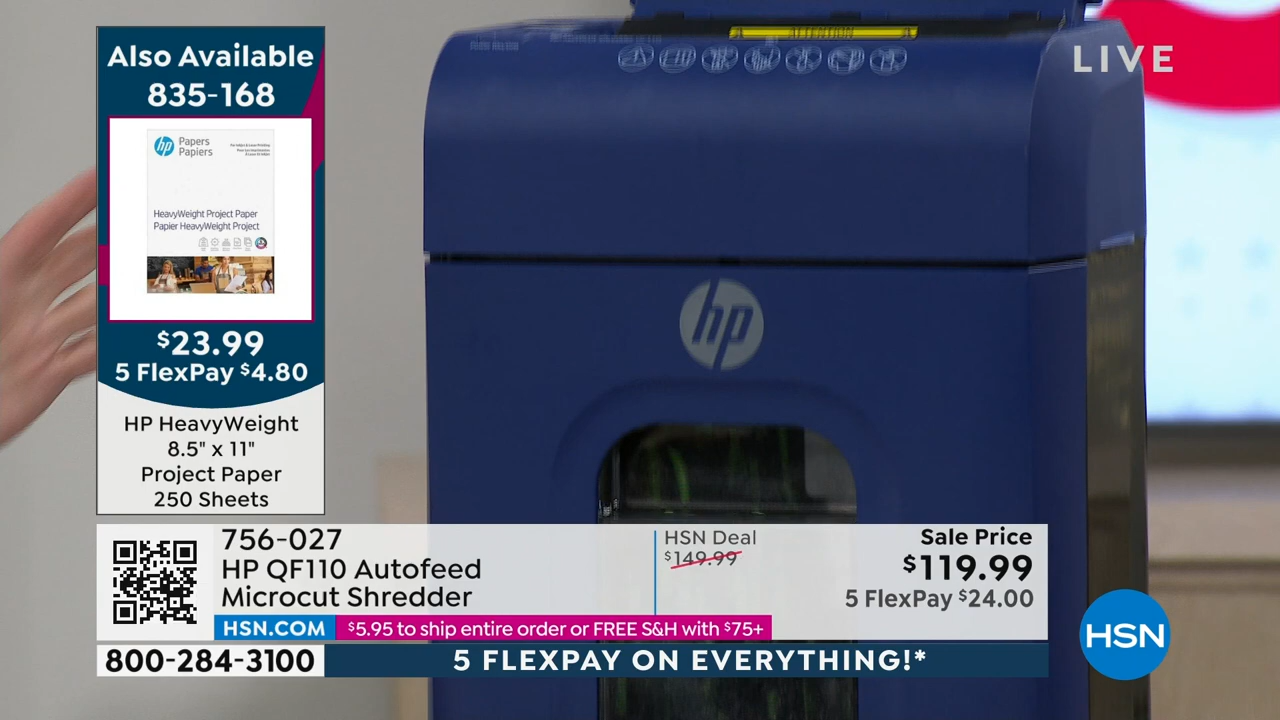 Also Available
835-168
hp Papers
Papiers
HeavyWeight Project Paper
Papier HeavyWeight Project
$23.99
5 FlexPay $4.80
HP HeavyWeight
8.5" x 11"
Project Paper
250 Sheets
ATTENTION
LIVE
hp
756-027
HP QF110 Autofeed
Microcut Shredder
HSN Deal
$149.99
Sale Price
$119.99
5 FlexPay $24.00
HSN.COM
$5.95 to ship entire order or FREE S&H with $75+
800-284-3100
5 FLEXPAY ON EVERYTHING!*
HSN